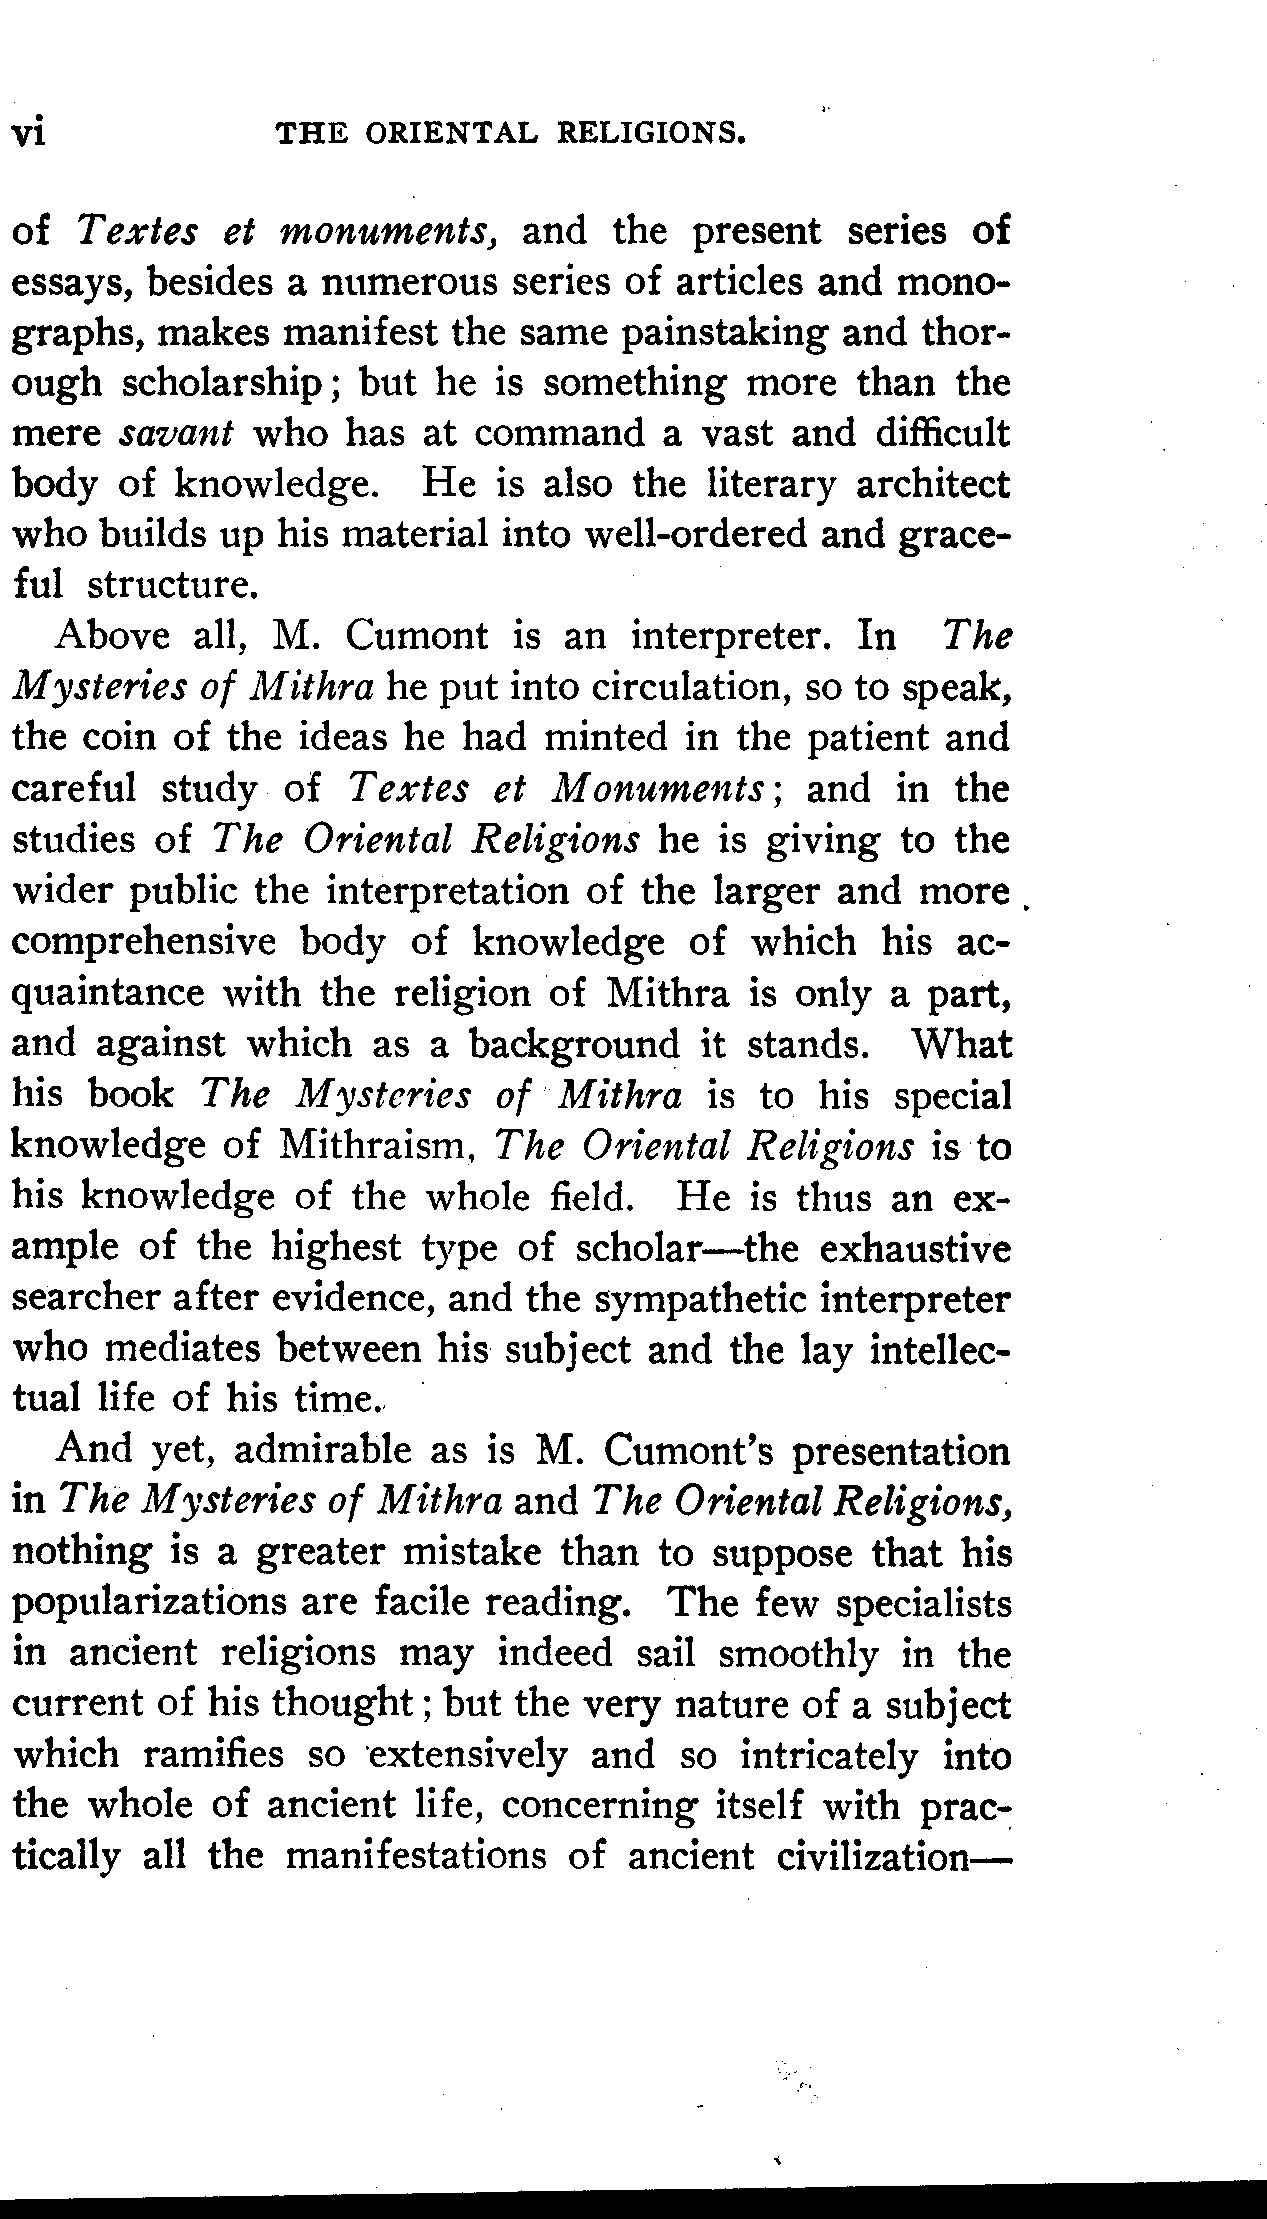 vi THE ORIENTAL RELIGIONS.
of Textes et monuments, and the present series of
essays, besides a numerous series of articles and mono-
graphs, makes manifest the same painstaking and thor-
ough scholarship; but he is something more than the
mere savant who has at command a vast and difficult
body of knowledge. He is also the literary architect
who builds up his material into well-ordered and grace-
ful structure.
Above all, M. Cumont is an interpreter. In The
Mysteries of Mithra he put into circulation, so to speak,
the coin of the ideas he had minted in the patient and
careful study of Textes et Monuments; and in the
studies of The Oriental Religions he is giving to the
wider public the interpretation of the larger and more
comprehensive body of knowledge of which his ac-
quaintance with the religion of Mithra is only a part,
and against which as a background it stands. What
his book The Mysteries of Mithra is to his special
knowledge of Mithraism, The Oriental Religions is to
his knowledge of the whole field. He is thus an ex-
ample of the highest type of scholar—the exhaustive
searcher after evidence, and the sympathetic interpreter
who mediates between his subject and the lay intellec-
tual life of his time.
And yet, admirable as is M. Cumont's presentation
in The Mysteries of Mithra and The Oriental Religions,
nothing is a greater mistake than to suppose that his
popularizations are facile reading. The few specialists
in ancient religions may indeed sail smoothly in the
current of his thought; but the very nature of a subject
which ramifies so extensively and so intricately into
the whole of ancient life, concerning itself with prac-
tically all the manifestations of ancient civilization—